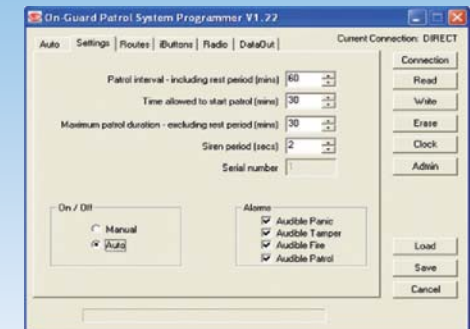 On-Guard Patrol System Programmer V1.22
Auto Settings Routes iButtons Radio DataOut Current Connection: DIRECT
Patrol interval - including rest period (mins) 60
Time allowed to start patrol (mins) 30
Maximum patrol duration - excluding rest period (mins) 30
Siren period (secs) 2
Serial number 1
On / Off
Manual
Auto
Alarms
Audible Panic
Audible Tamper
Audible Fire
Audible Patrol
Connection
Read
Write
Erase
Clock
Admin
Load
Save
Cancel